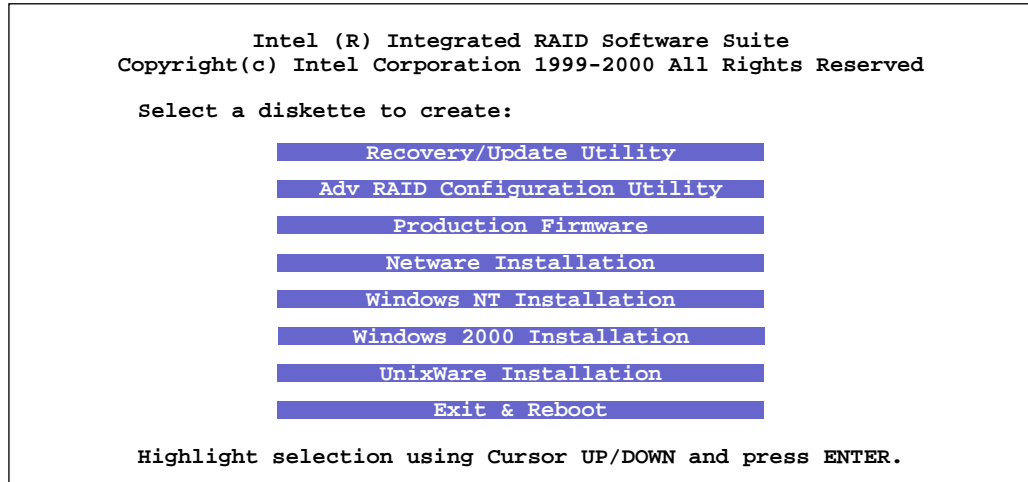 Intel (R) Integrated RAID Software Suite
Copyright(c) Intel Corporation 1999-2000 All Rights Reserved
Select a diskette to create:
Recovery/Update Utility
Adv RAID Configuration Utility
Production Firmware
Netware Installation
Windows NT Installation
Windows 2000 Installation
UnixWare Installation
Exit & Reboot
Highlight selection using Cursor UP/DOWN and press ENTER.